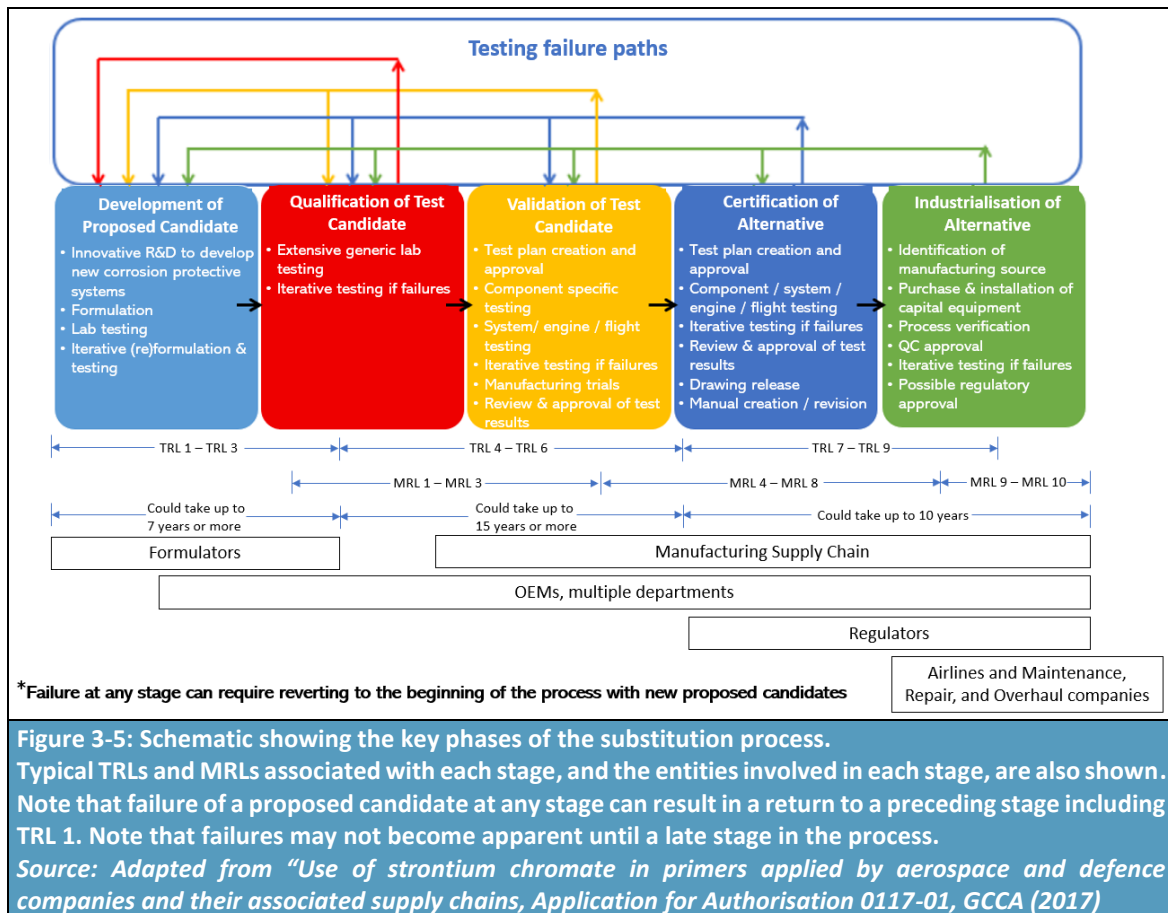 Testing failure paths
Development of
Proposed Candidate
• Innovative R&D to develop
new corrosion protective
systems
• Formulation
• Lab testing
• Iterative (re)formulation &
testing
Qualification of Test
Candidate
• Extensive generic lab
testing
• Iterative testing if failures
Validation of Test
Candidate
• Test plan creation and
approval
• Component specific
testing
• System/ engine / flight
testing
• Iterative testing if failures
• Manufacturing trials
• Review & approval of test
results
Certification of
Alternative
• Test plan creation and
approval
• Component / system /
engine / flight testing
• Iterative testing if failures
• Review & approval of test
results
• Drawing release
• Manual creation / revision
Industrialisation of
Alternative
• Identification of
manufacturing source
• Purchase & installation of
capital equipment
• Process verification
• QC approval
• Iterative testing if failures
• Possible regulatory
approval
TRL 1 – TRL 3
TRL 4 – TRL 6
TRL 7 – TRL 9
MRL 1 – MRL 3
MRL 4 – MRL 8
MRL 9 – MRL 10
Could take up to
7 years or more
Could take up to
15 years or more
Could take up to 10 years
Formulators
Manufacturing Supply Chain
OEMs, multiple departments
Regulators
Airlines and Maintenance,
Repair, and Overhaul companies
*Failure at any stage can require reverting to the beginning of the process with new proposed candidates
Figure 3-5: Schematic showing the key phases of the substitution process.
Typical TRLs and MRLs associated with each stage, and the entities involved in each stage, are also shown.
Note that failure of a proposed candidate at any stage can result in a return to a preceding stage including
TRL 1. Note that failures may not become apparent until a late stage in the process.
Source: Adapted from “Use of strontium chromate in primers applied by aerospace and defence
companies and their associated supply chains, Application for Authorisation 0117-01, GCCA (2017)